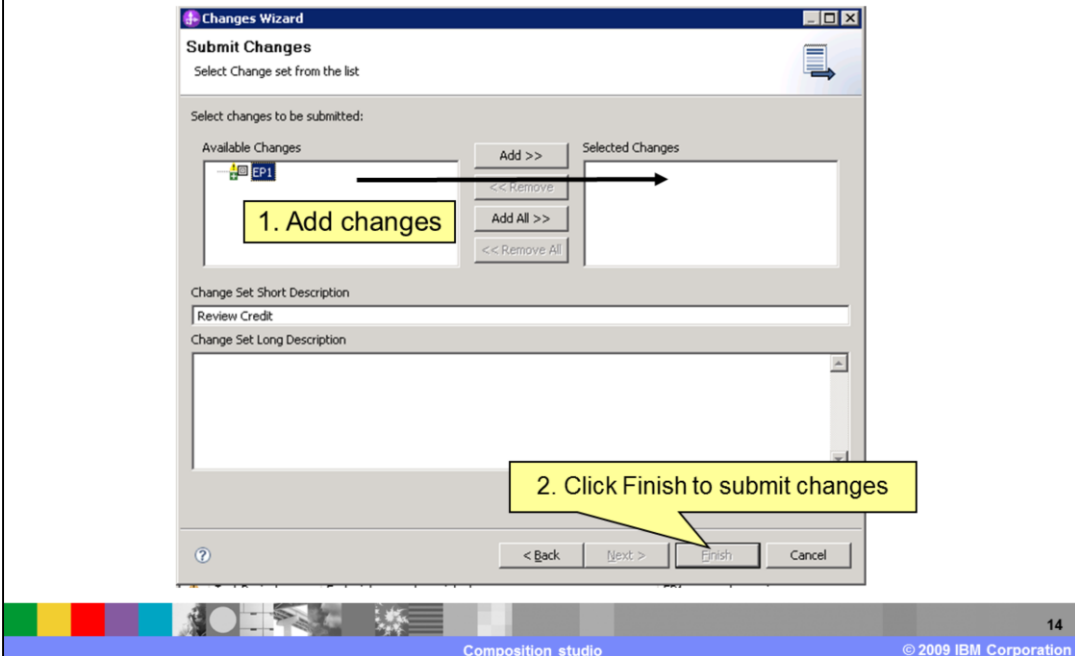 Changes Wizard
Submit Changes
Select Change set from the list
Select changes to be submitted:
Available Changes
EP1
Add >>
<< Remove
Add All >>
<< Remove All
Selected Changes
1. Add changes
Change Set Short Description
Review Credit
Change Set Long Description
2. Click Finish to submit changes
?
< Back
Next >
Finish
Cancel
14
Composition studio
© 2009 IBM Corporation